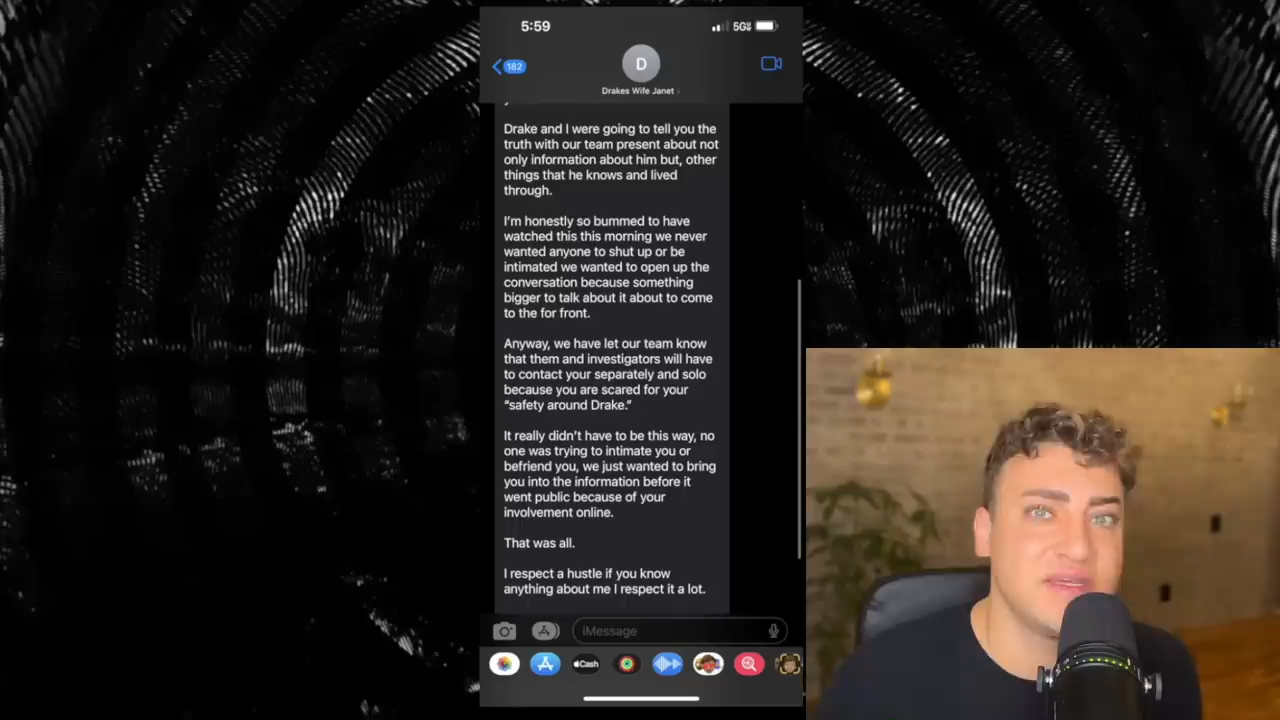 5:59
5G
182
D
Drakes Wife Janet
Drake and I were going to tell you the
truth with our team present about not
only information about him but, other
things that he knows and lived
through.
I'm honestly so bummed to have
watched this this morning we never
wanted anyone to shut up or be
intimated we wanted to open up the
conversation because something
bigger to talk about it about to come
to the for front.
Anyway, we have let our team know
that them and investigators will have
to contact your separately and solo
because you are scared for your
“safety around Drake.”
It really didn't have to be this way, no
one was trying to intimate you or
befriend you, we just wanted to bring
you into the information before it
went public because of your
involvement online.
That was all.
I respect a hustle if you know
anything about me I respect it a lot.
iMessage
Cash